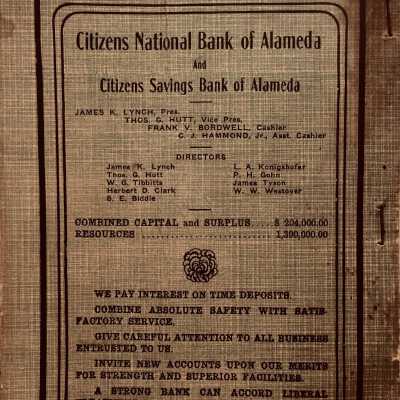 Citizens National Bank of Alameda
And
Citizens Savings Bank of Alameda
JAMES K. LYNCH, Pres.
THOS. G. HUTT, Vice Pres.
FRANK V. BORDWELL, Cashier
C. J. HAMMOND, Jr., Asst. Cashier
DIRECTORS
James K. Lynch L. A. Konigshofer
Thos. G. Hutt P. H. Gohn
W. G. Tibbitts James Tyson
Herbert D. Clark W. W. Westover
S. E. Biddle
COMBINED CAPITAL and SURPLUS .... $ 204,000.00
RESOURCES ............................ 1,300,000.00
WE PAY INTEREST ON TIME DEPOSITS.
COMBINE ABSOLUTE SAFETY WITH SATIS-
FACTORY SERVICE.
GIVE CAREFUL ATTENTION TO ALL BUSINESS
ENTRUSTED TO US.
INVITE NEW ACCOUNTS UPON OUR MERITS
FOR STRENGTH AND SUPERIOR FACILITIES.
A STRONG BANK CAN ACCORD LIBERAL